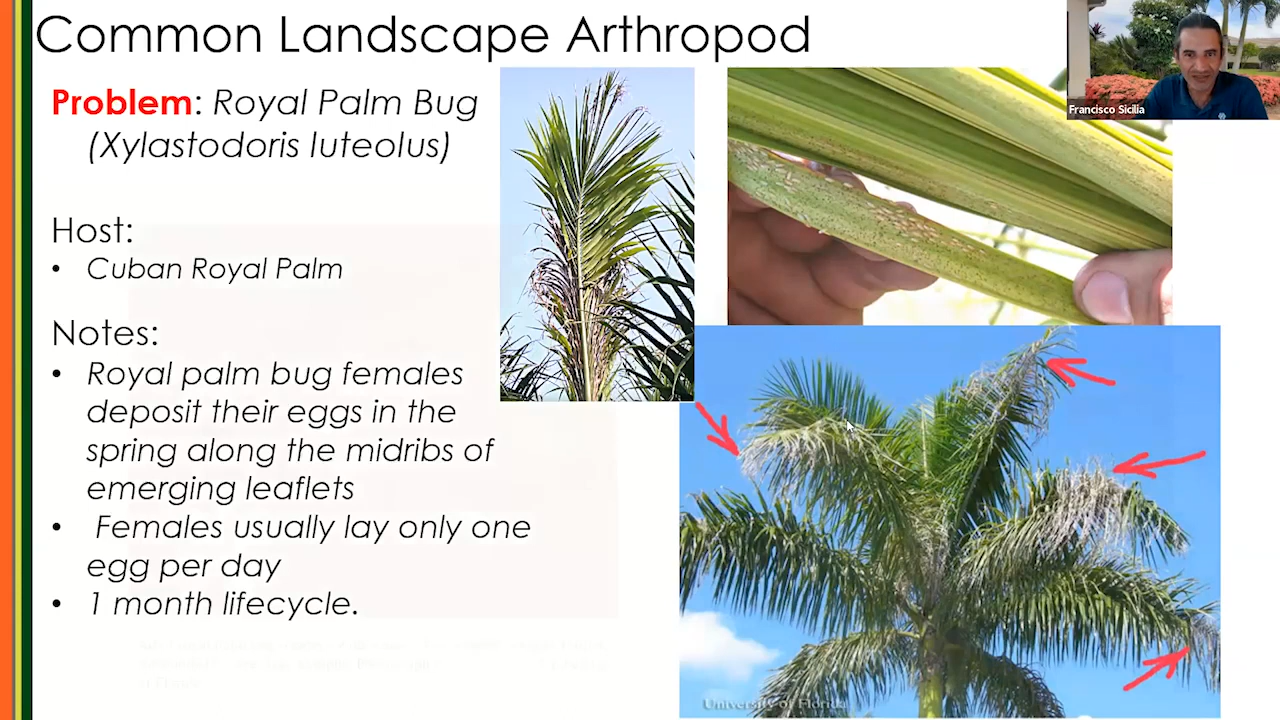 Common Landscape Arthropod
Problem: Royal Palm Bug
(Xylastodoris luteolus)
Host:
• Cuban Royal Palm
Notes:
• Royal palm bug females
deposit their eggs in the
spring along the midribs of
emerging leaflets
• Females usually lay only one
egg per day
• 1 month lifecycle.
Francisco Sicilia
University of Florida